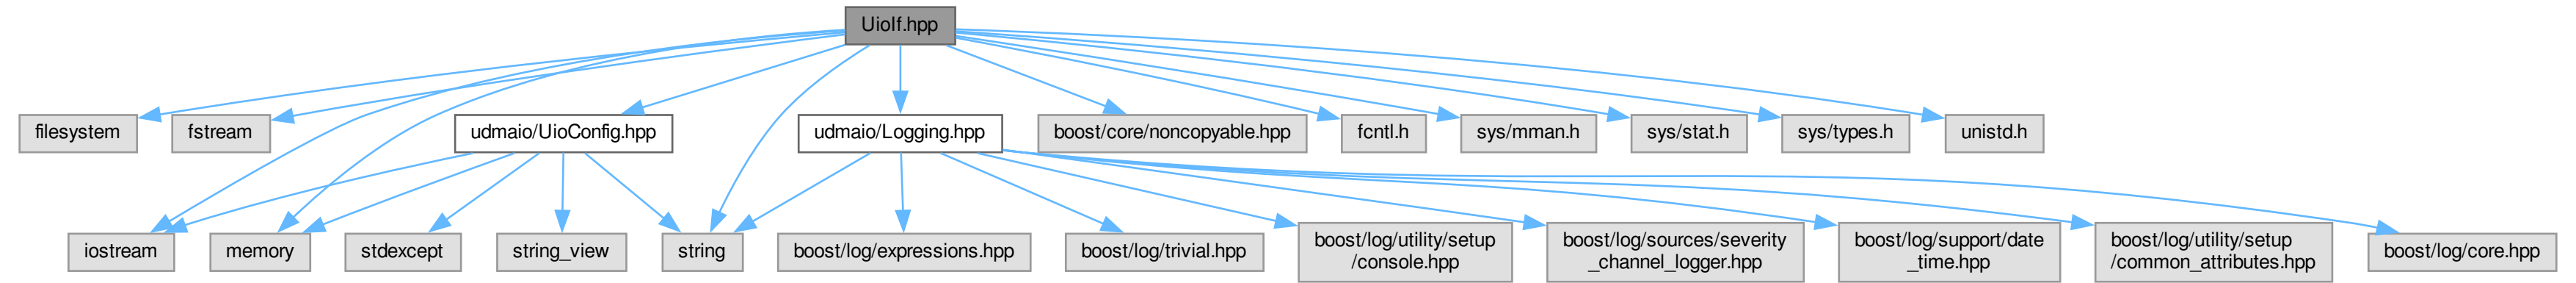 UioIf.hpp
filesystem
fstream
udmaio/UioConfig.hpp
udmaio/Logging.hpp
boost/core/noncopyable.hpp
fcntl.h
sys/mman.h
sys/stat.h
sys/types.h
unistd.h
iostream
memory
stdexcept
string_view
string
boost/log/expressions.hpp
boost/log/trivial.hpp
boost/log/utility/setup
/console.hpp
boost/log/sources/severity
_channel_logger.hpp
boost/log/support/date
_time.hpp
boost/log/utility/setup
/common_attributes.hpp
boost/log/core.hpp